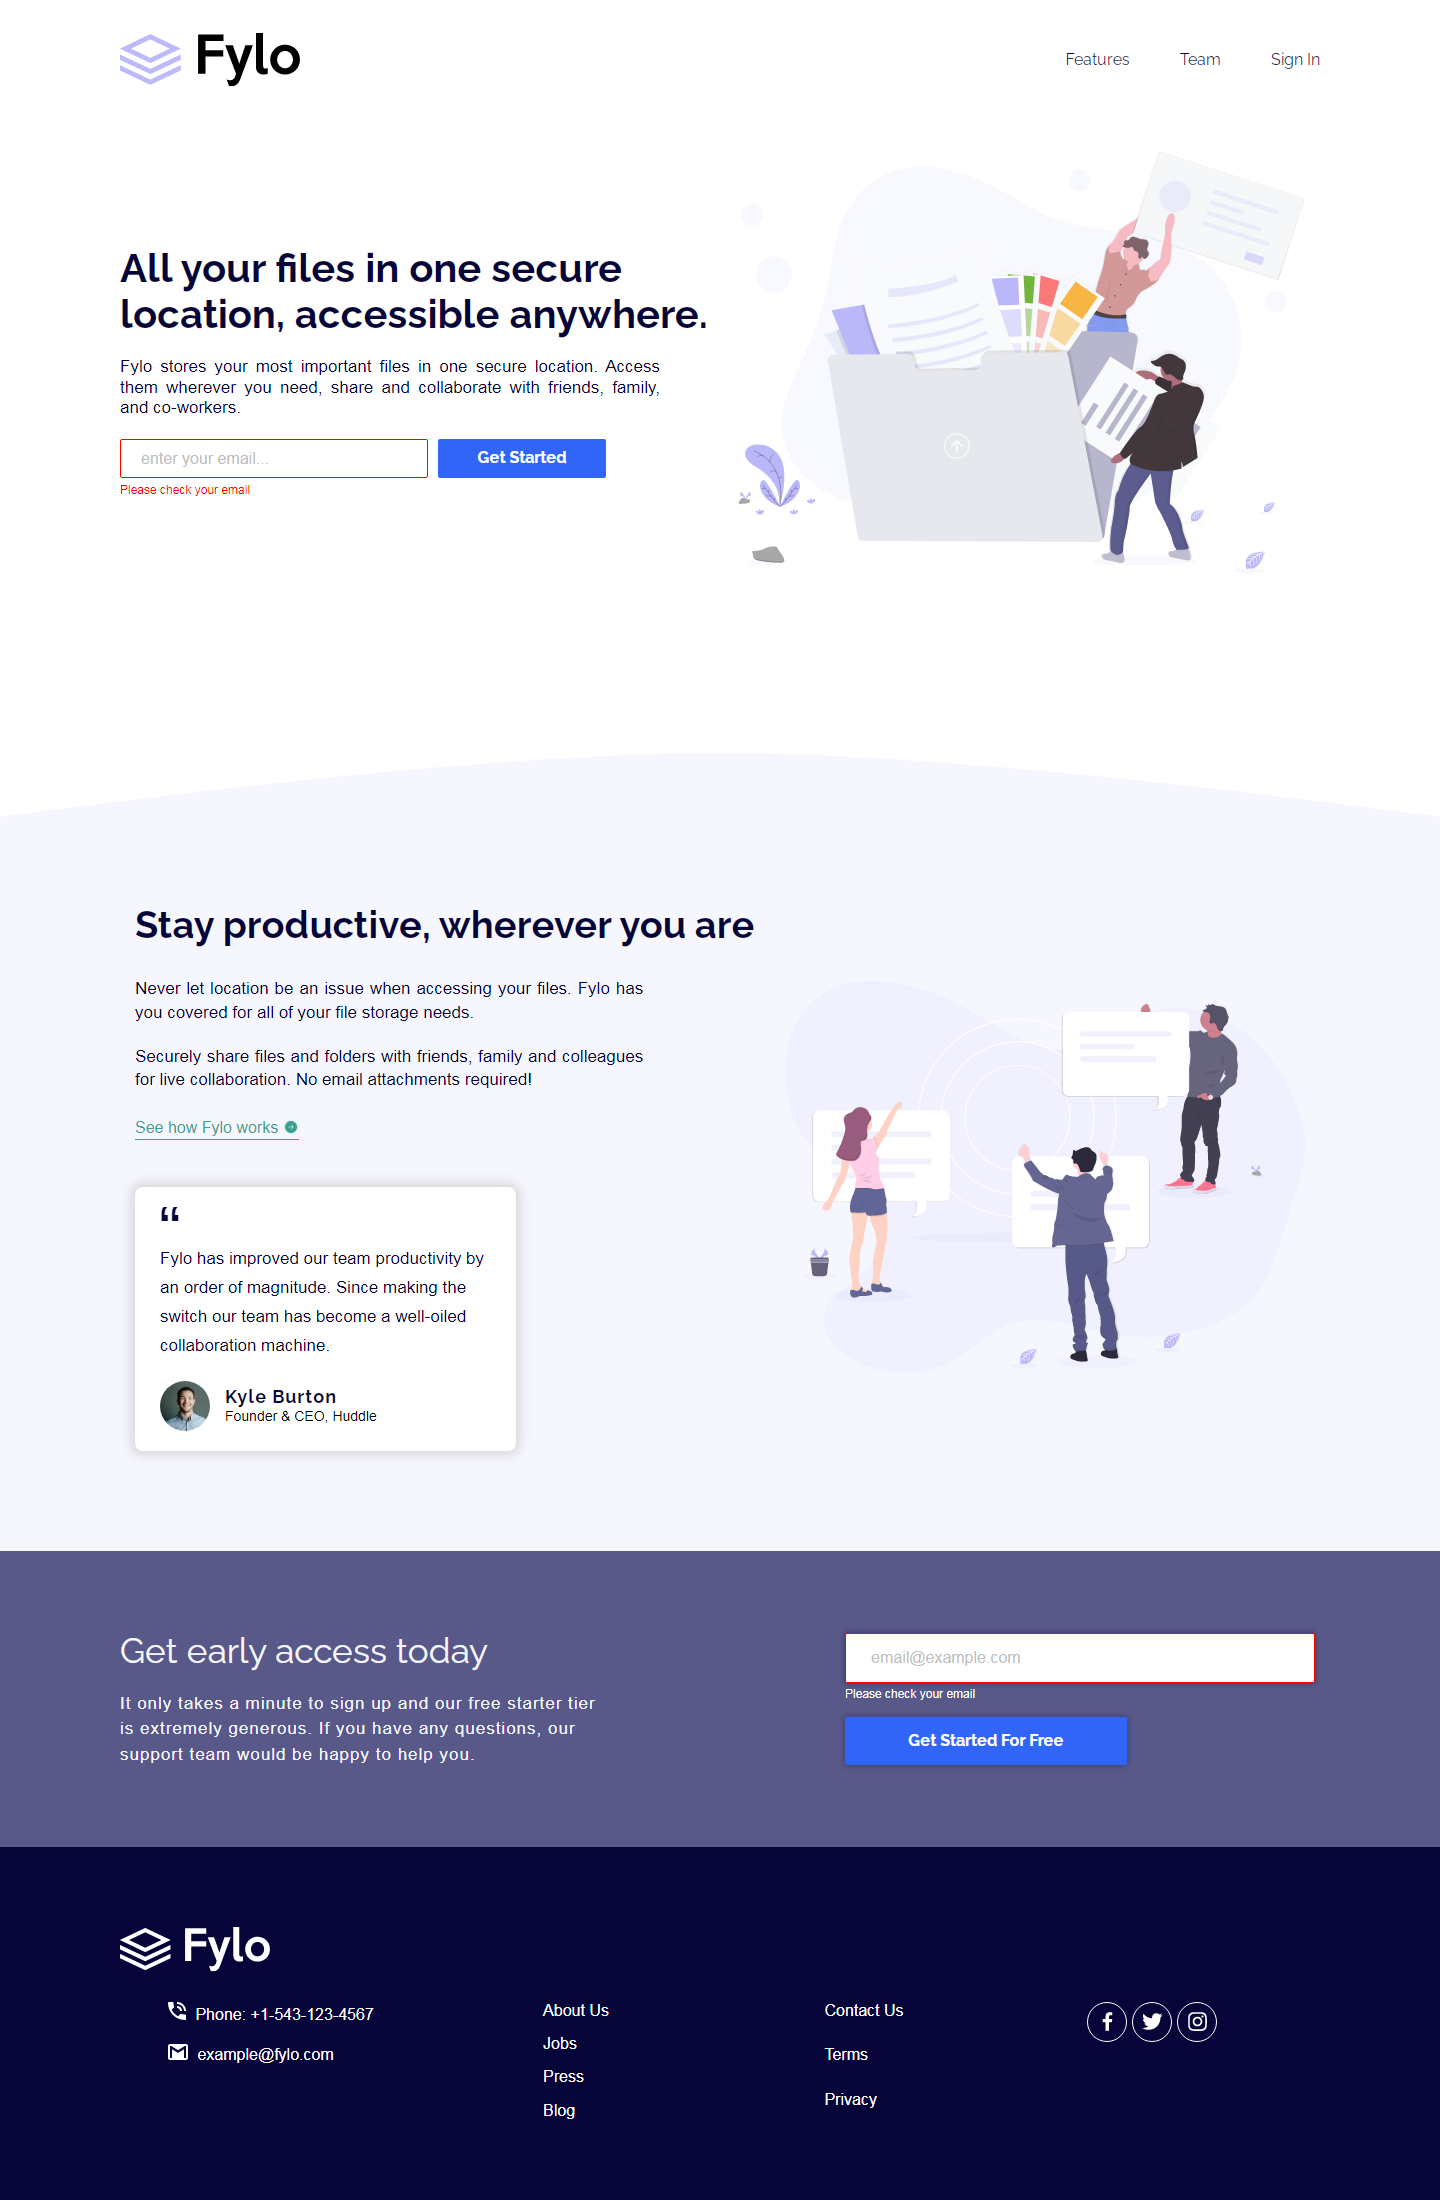 Fylo
Features
Team
Sign In
All your files in one secure
location, accessible anywhere.
Fylo stores your most important files in one secure location. Access
them wherever you need, share and collaborate with friends, family,
and co-workers.
enter your email...
Get Started
Please check your email
Stay productive, wherever you are
Never let location be an issue when accessing your files. Fylo has
you covered for all of your file storage needs.
Securely share files and folders with friends, family and colleagues
for live collaboration. No email attachments required!
See how Fylo works
“
Fylo has improved our team productivity by
an order of magnitude. Since making the
switch our team has become a well-oiled
collaboration machine.
Kyle Burton
Founder & CEO, Huddle
Get early access today
It only takes a minute to sign up and our free starter tier
is extremely generous. If you have any questions, our
support team would be happy to help you.
email@example.com
Please check your email
Get Started For Free
Fylo
Phone: +1-543-123-4567
example@fylo.com
About Us
Jobs
Press
Blog
Contact Us
Terms
Privacy